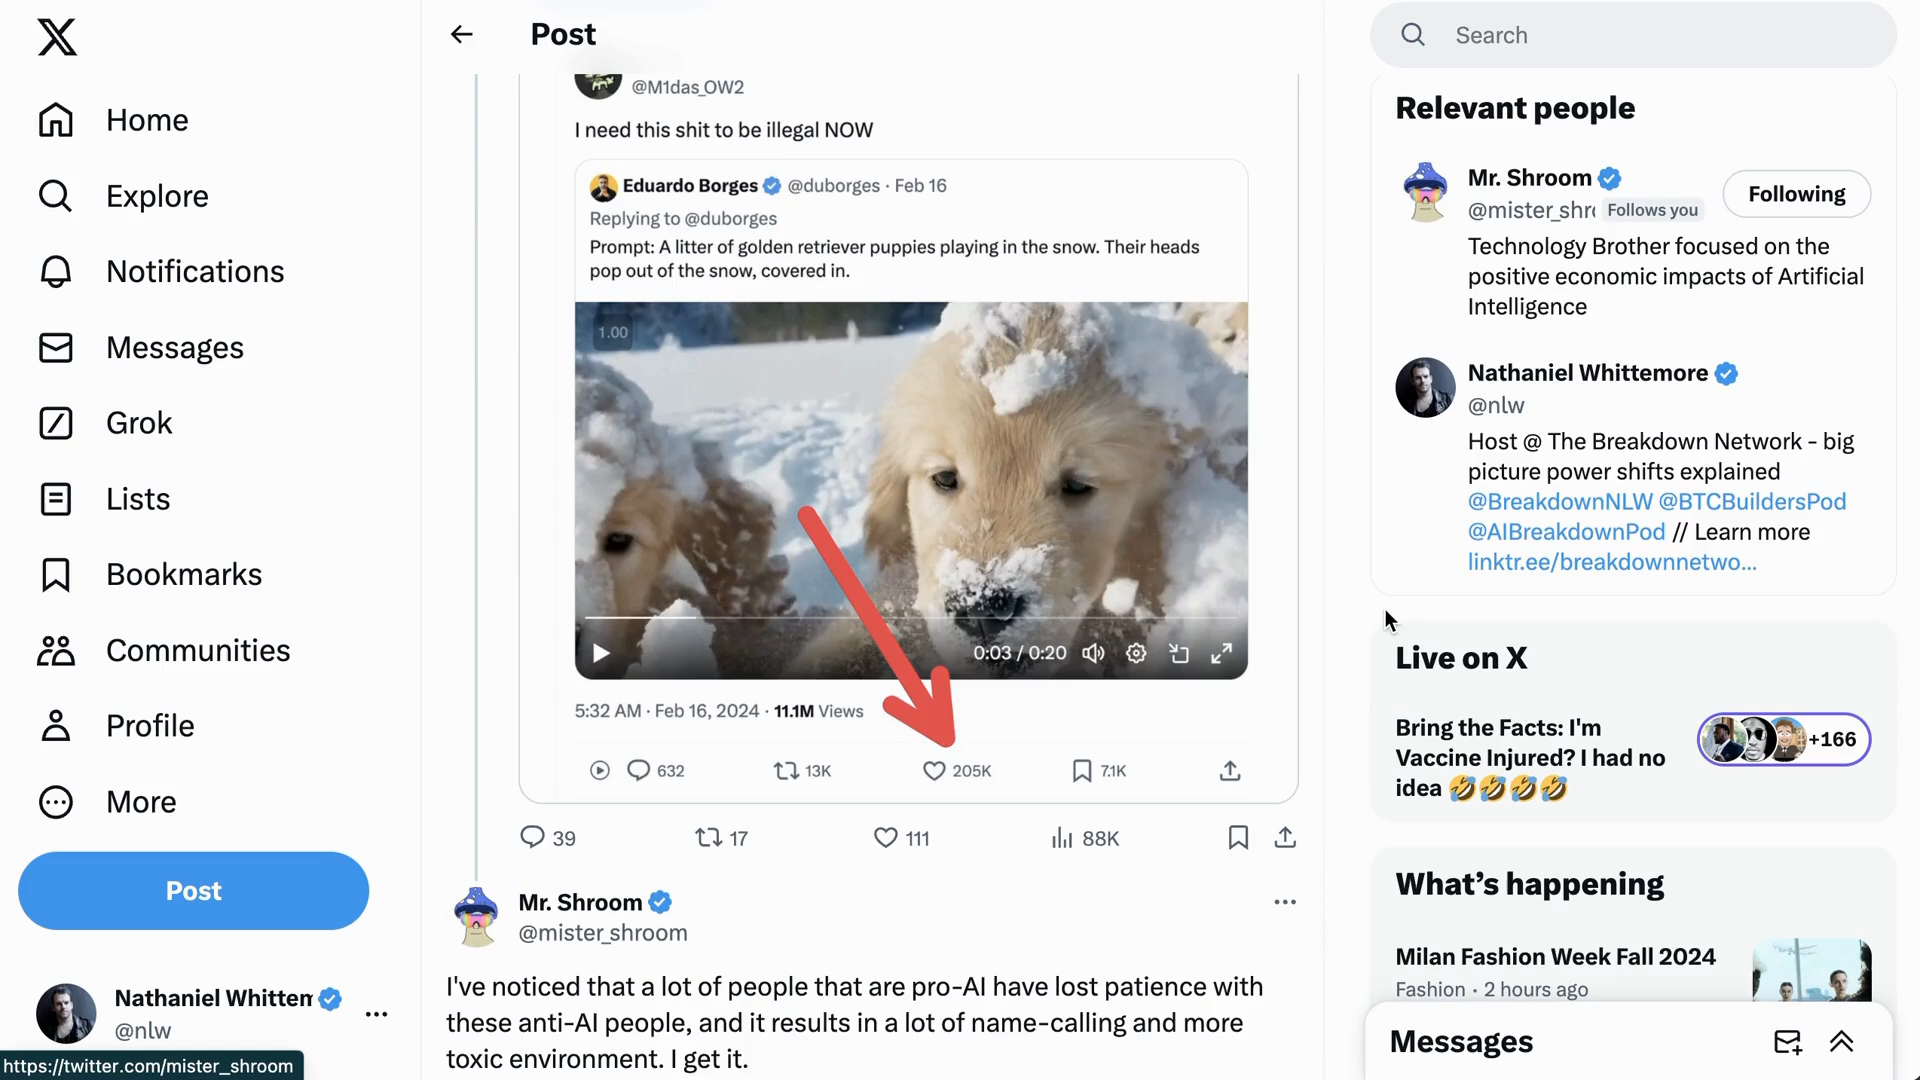 Home
Explore
Notifications
Messages
Grok
Lists
Bookmarks
Communities
Profile
More
Post
Nathaniel Whitten
@nlw
https://twitter.com/mister_shroom
Post
@M1das_OW2
I need this shit to be illegal NOW
Eduardo Borges @duborges · Feb 16
Replying to @duborges
Prompt: A litter of golden retriever puppies playing in the snow. Their heads
pop out of the snow, covered in.
1.00
0:03 / 0:20
5:32 AM · Feb 16, 2024 · 11.1M Views
632 13K 205K 7.1K
39 17 111 88K
Mr. Shroom
@mister_shroom
I've noticed that a lot of people that are pro-AI have lost patience with
these anti-AI people, and it results in a lot of name-calling and more
toxic environment. I get it.
Search
Relevant people
Mr. Shroom
Following
@mister_shr Follows you
Technology Brother focused on the
positive economic impacts of Artificial
Intelligence
Nathaniel Whittemore
@nlw
Host @ The Breakdown Network - big
picture power shifts explained
@BreakdownNLW @BTCBuildersPod
@AIBreakdownPod // Learn more
linktr.ee/breakdownnetwo...
Live on X
Bring the Facts: I'm
Vaccine Injured? I had no
idea 🤣🤣🤣🤣
+166
What's happening
Milan Fashion Week Fall 2024
Fashion · 2 hours ago
Messages